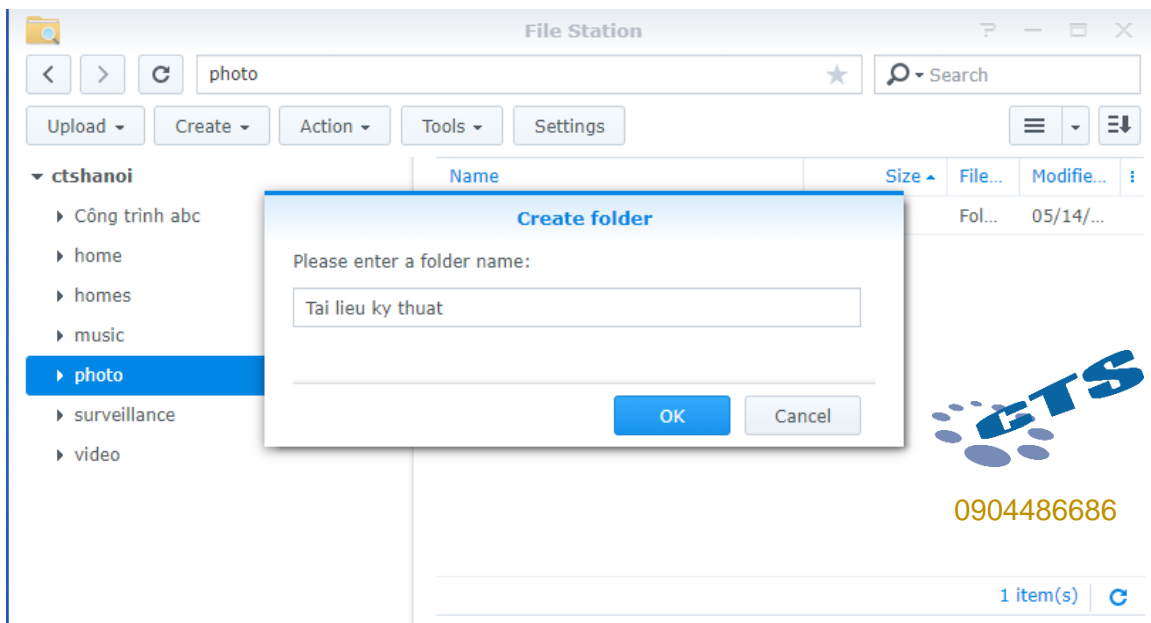 File Station
photo
Search
Upload Create Action Tools Settings
ctshanoi
Name Size File... Modifie...
Công trình abc
Fol... 05/14/...
home
homes
music
photo
surveillance
video
Create folder
Please enter a folder name:
Tai lieu ky thuat
OK Cancel
CTS
0904486686
1 item(s)